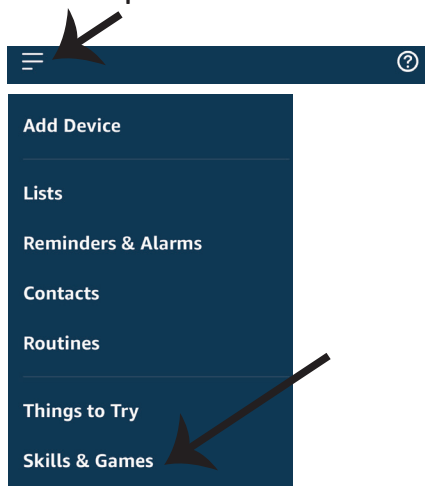 Add Device
Lists
Reminders & Alarms
Contacts
Routines
Things to Try
Skills & Games